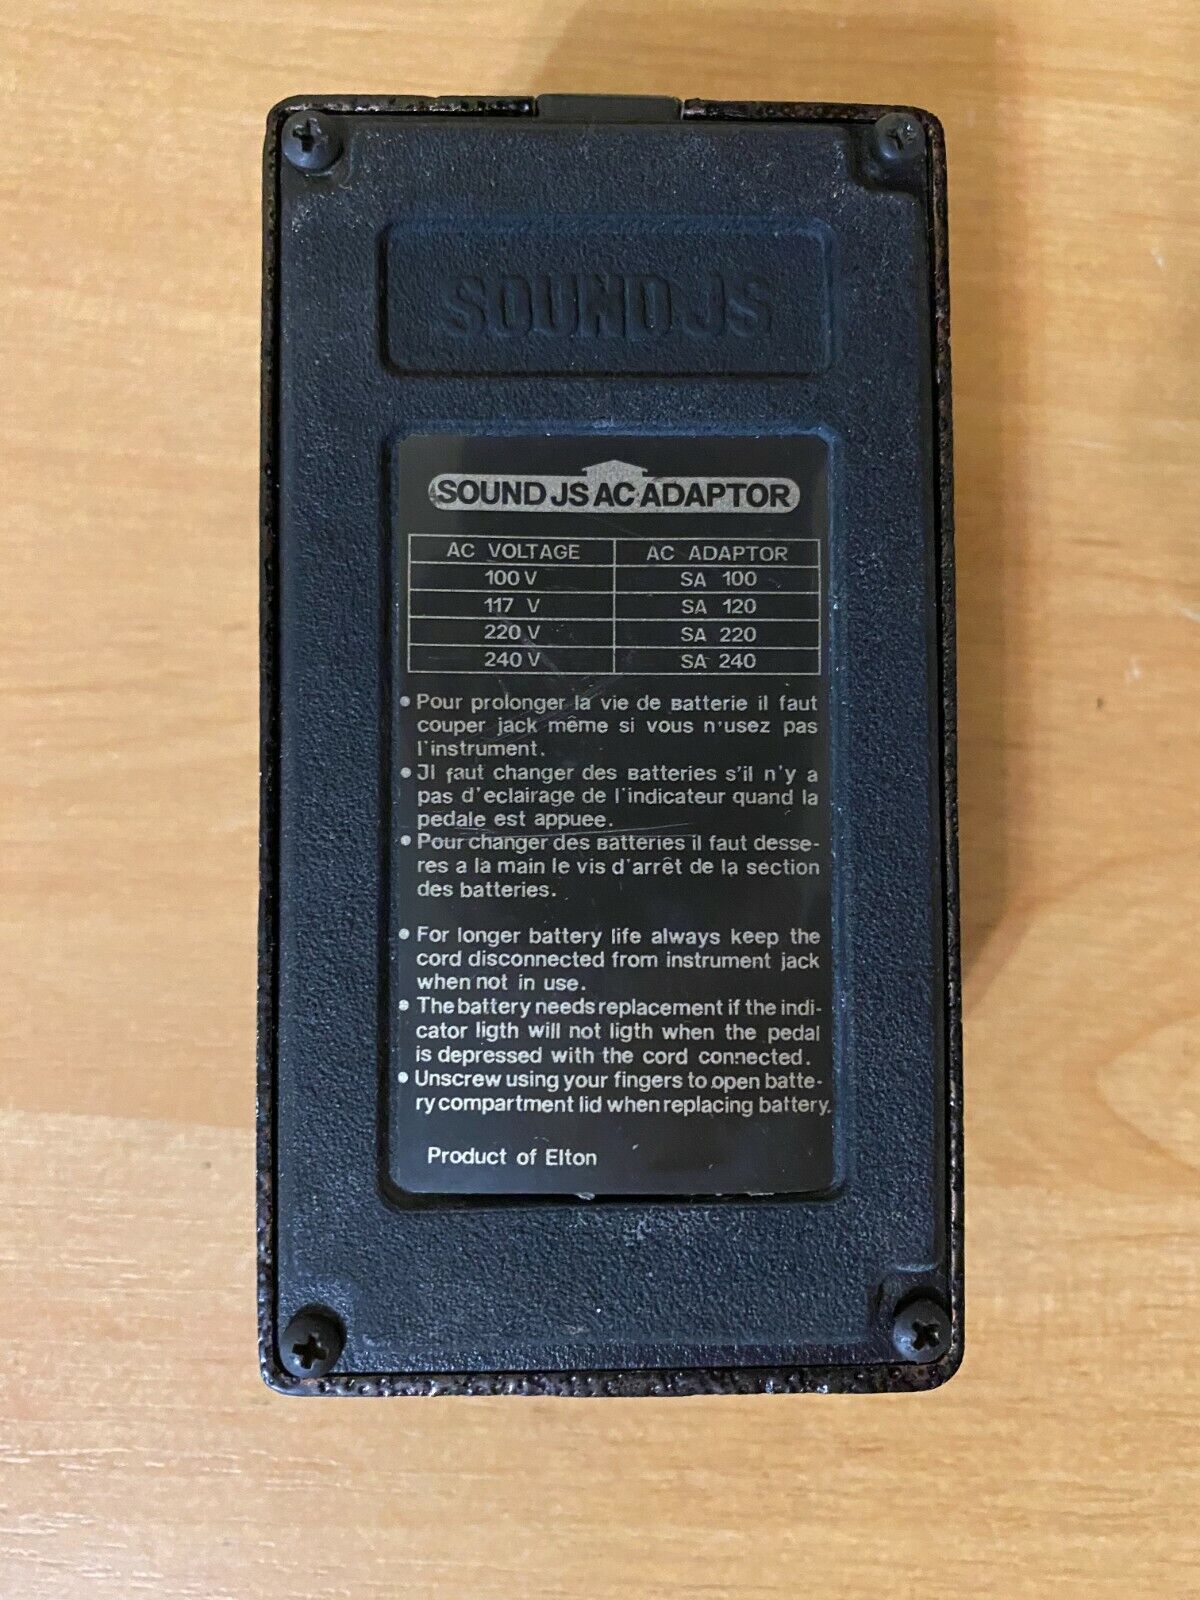 SOUND.JS
SOUND JS AC ADAPTOR
AC VOLTAGE AC ADAPTOR
100 V SA 100
117 V SA 120
220 V SA 220
240 V SA 240
• Pour prolonger la vie de Batterie il faut
couper jack même si vous n'usez pas
l'instrument.
• Jl faut changer des Batteries s'il n'y a
pas d'eclairage de l'indicateur quand la
pedale est appuee.
• Pour changer des Batteries il faut desse-
res a la main le vis d'arrêt de la section
des batteries.
• For longer battery life always keep the
cord disconnected from instrument jack
when not in use.
• The battery needs replacement if the indi-
cator ligth will not ligth when the pedal
is depressed with the cord connected.
• Unscrew using your fingers to open batte-
ry compartment lid when replacing battery.
Product of Elton